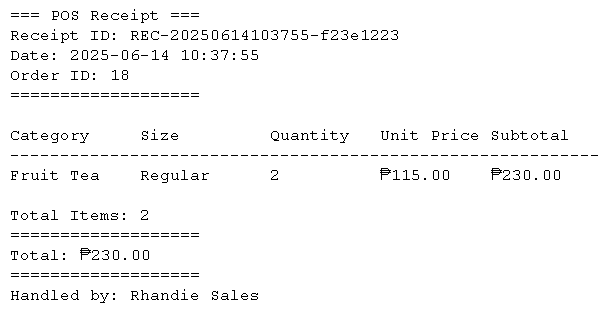 === POS Receipt ===
Receipt ID: REC-20250614103755-f23e1223
Date: 2025-06-14 10:37:55
Order ID: 18
===================
Category     Size         Quantity   Unit Price Subtotal
-----------------------------------------------------------
Fruit Tea    Regular      2          ₱115.00    ₱230.00
Total Items: 2
===================
Total: ₱230.00
===================
Handled by: Rhandie Sales